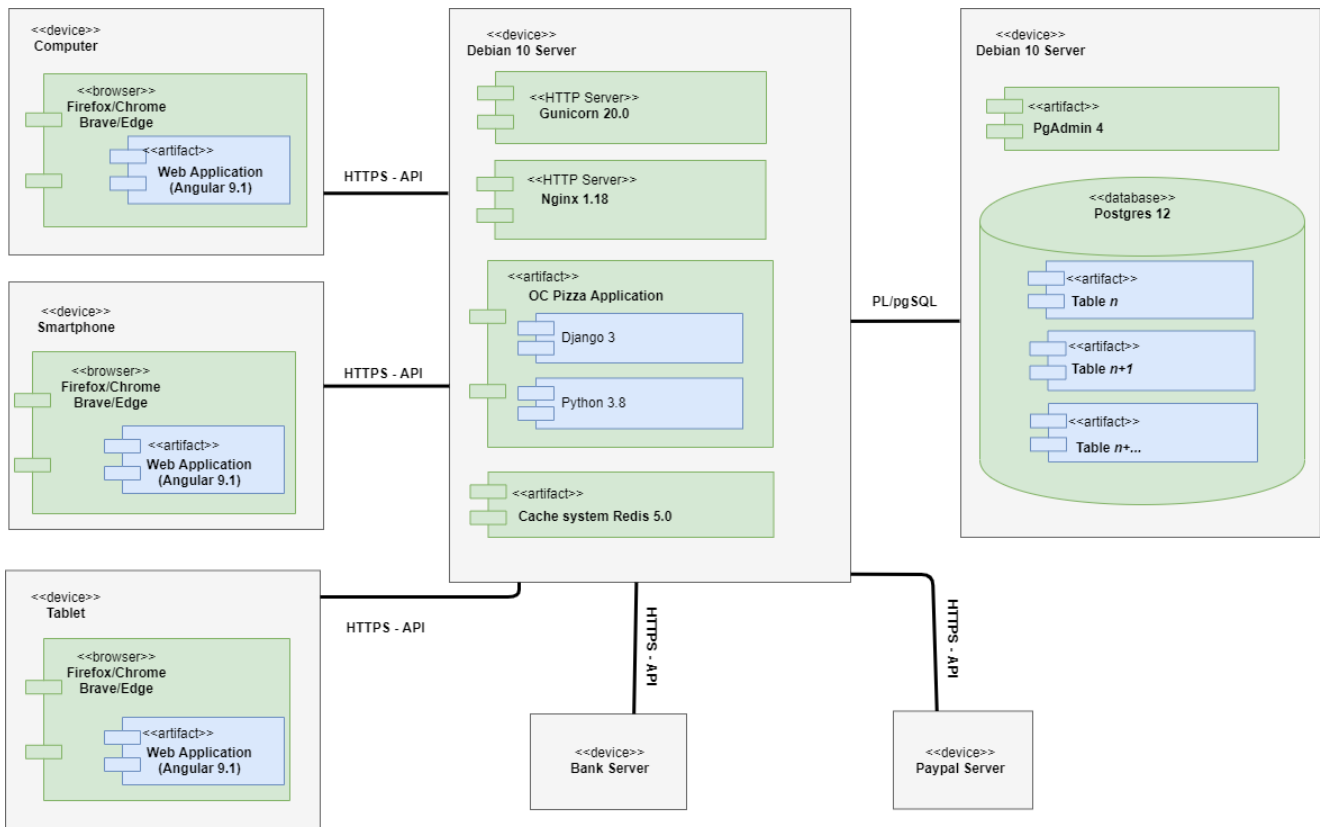 <<device>>
Computer
<<browser>>
Firefox/Chrome
Brave/Edge
<<artifact>>
Web Application
(Angular 9.1)
HTTPS - API
<<device>>
Smartphone
<<browser>>
Firefox/Chrome
Brave/Edge
<<artifact>>
Web Application
(Angular 9.1)
HTTPS - API
<<device>>
Tablet
<<browser>>
Firefox/Chrome
Brave/Edge
<<artifact>>
Web Application
(Angular 9.1)
HTTPS - API
<<device>>
Debian 10 Server
<<HTTP Server>>
Gunicorn 20.0
<<HTTP Server>>
Nginx 1.18
<<artifact>>
OC Pizza Application
Django 3
Python 3.8
<<artifact>>
Cache system Redis 5.0
PL/pgSQL
<<device>>
Debian 10 Server
<<artifact>>
PgAdmin 4
<<database>>
Postgres 12
<<artifact>>
Table n
<<artifact>>
Table n+1
<<artifact>>
Table n+...
HTTPS - API
<<device>>
Bank Server
HTTPS - API
<<device>>
Paypal Server